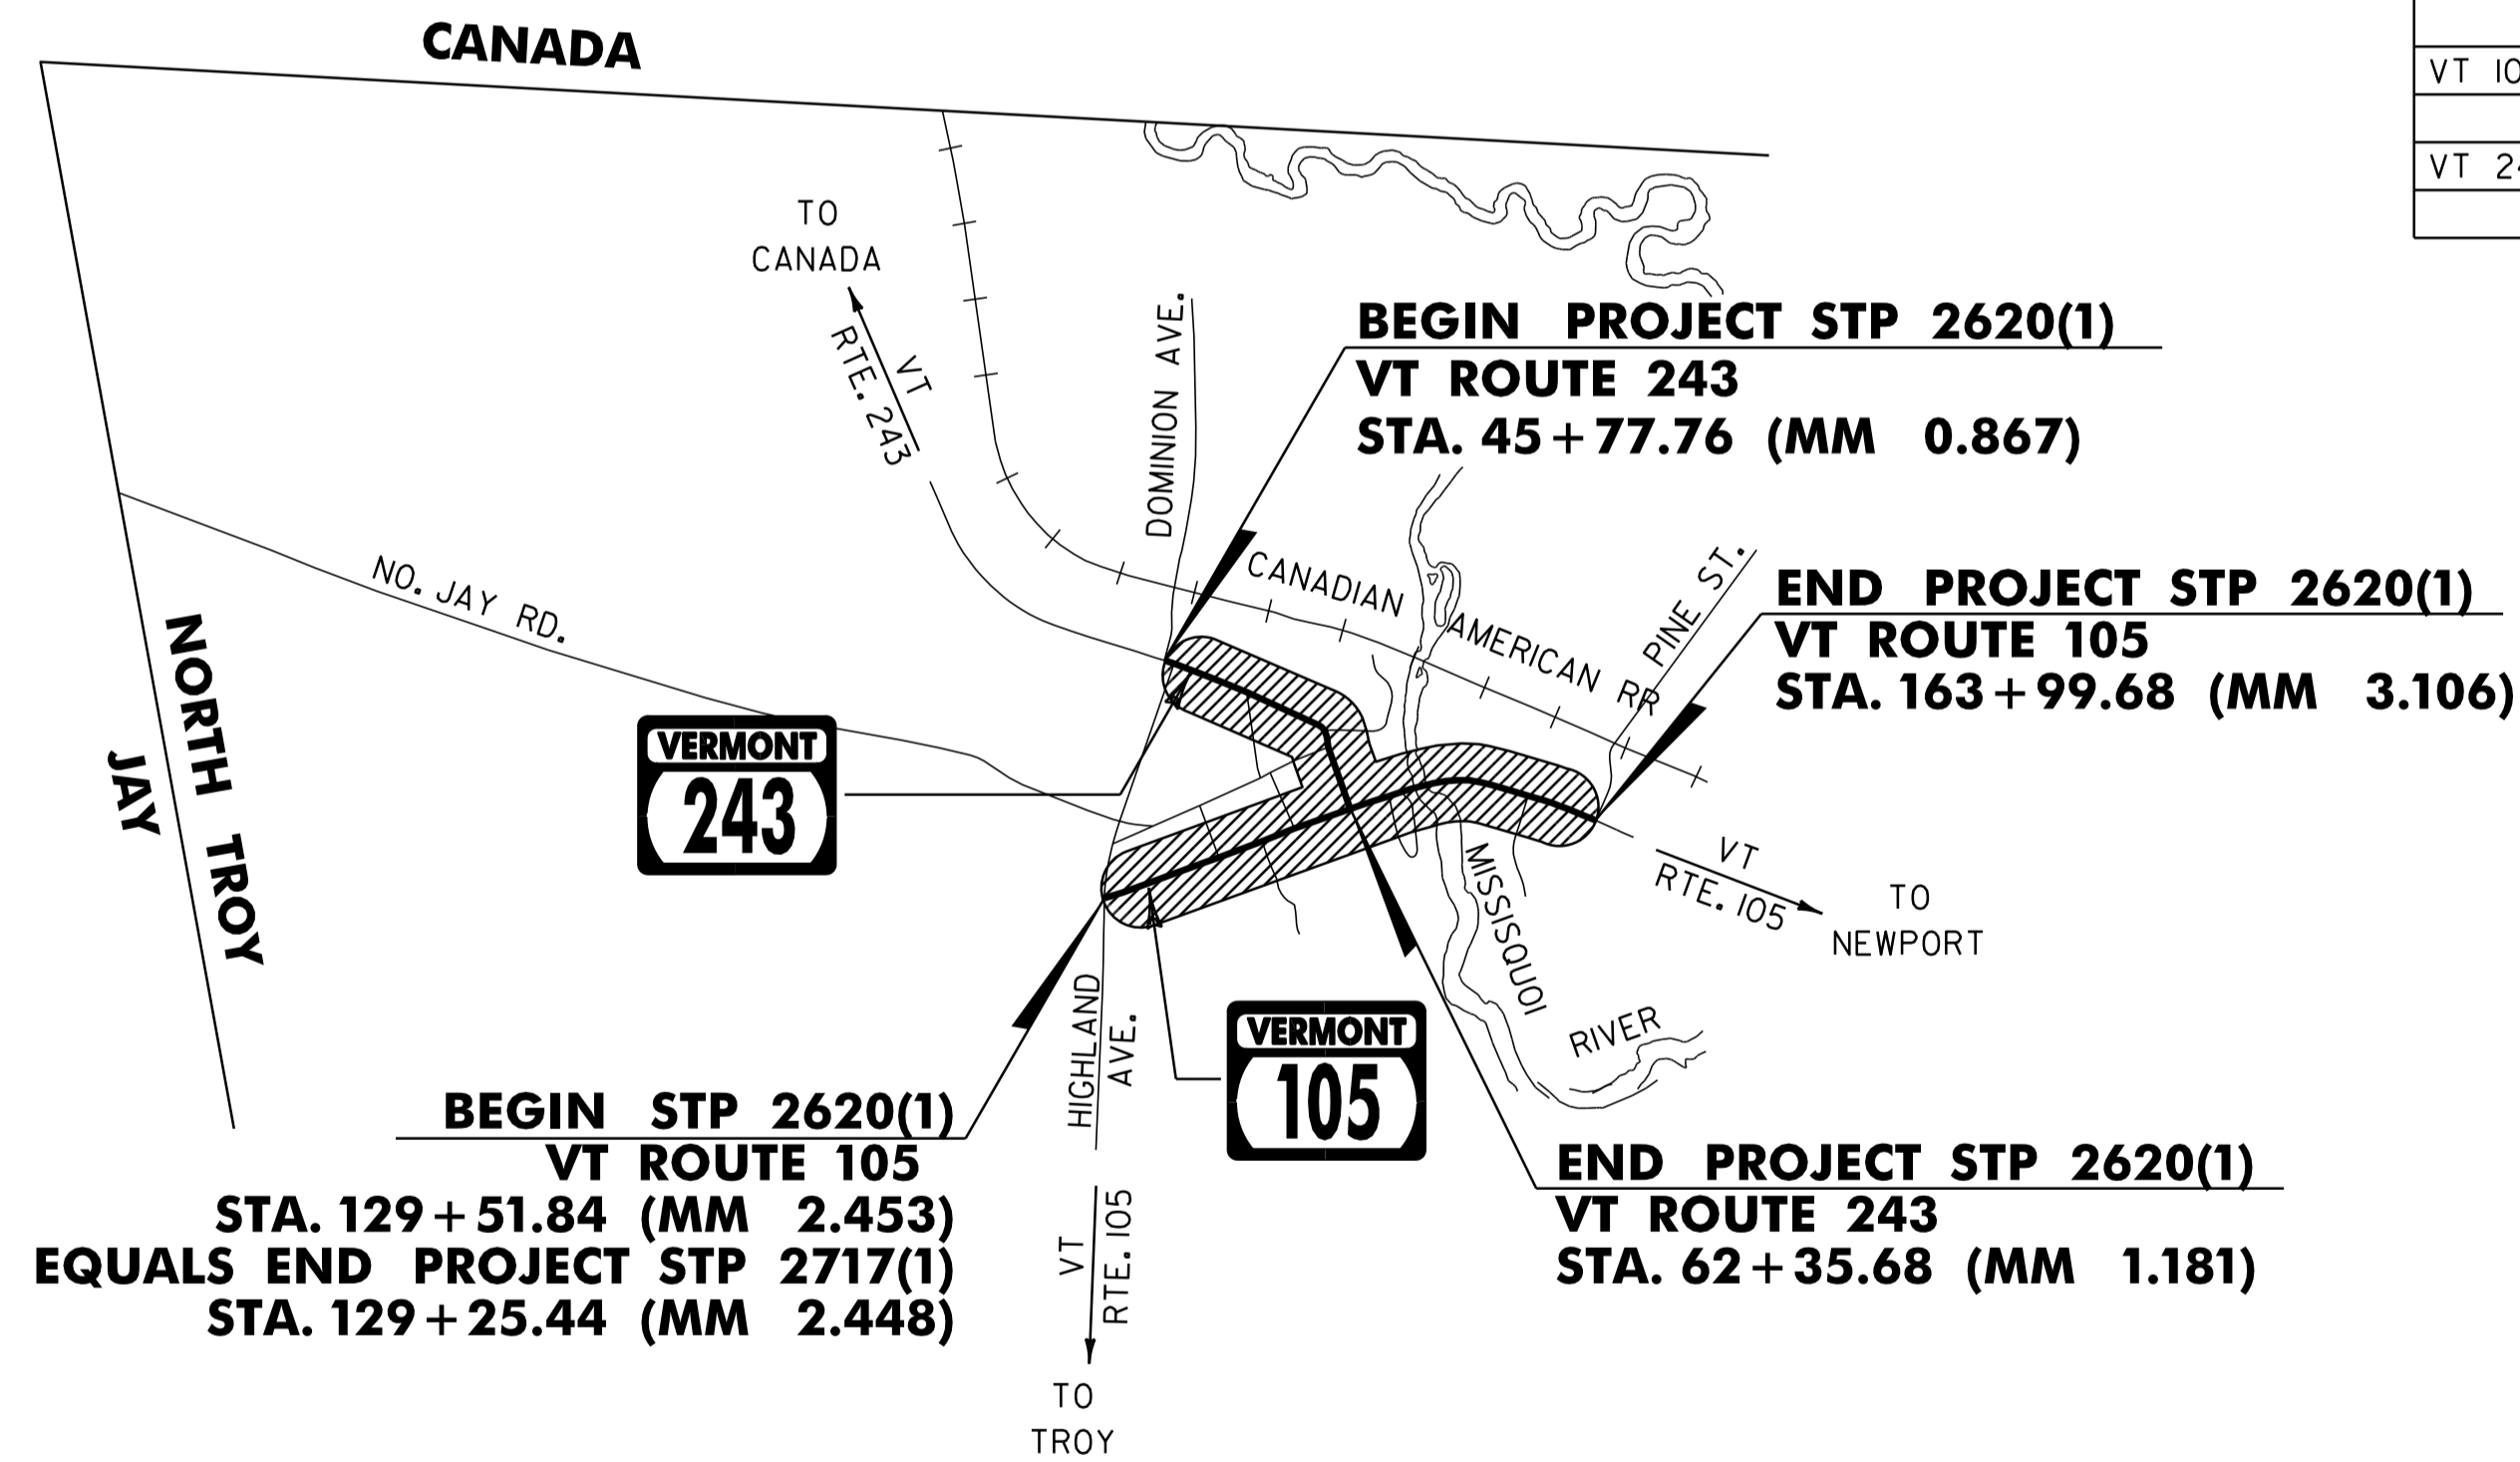 CANADA
VT
VT
TO
CANADA
VT
RTE. 243
DOMINION AVE.
BEGIN PROJECT STP 2620(1)
VT ROUTE 243
STA. 45+77.76 (MM 0.867)
NO. JAY RD.
CANADIAN AMERICAN RR
PINE ST.
END PROJECT STP 2620(1)
VT ROUTE 105
STA. 163+99.68 (MM 3.106)
NORTH TROY
JAY
VERMONT
243
VT
RTE. 105
TO
NEWPORT
MISSISQUOI
RIVER
HIGHLAND
AVE.
VERMONT
105
BEGIN STP 2620(1)
VT ROUTE 105
STA. 129+51.84 (MM 2.453)
EQUALS END PROJECT STP 2717(1)
STA. 129+25.44 (MM 2.448)
END PROJECT STP 2620(1)
VT ROUTE 243
STA. 62+35.68 (MM 1.181)
VT
RTE. 105
TO
TROY